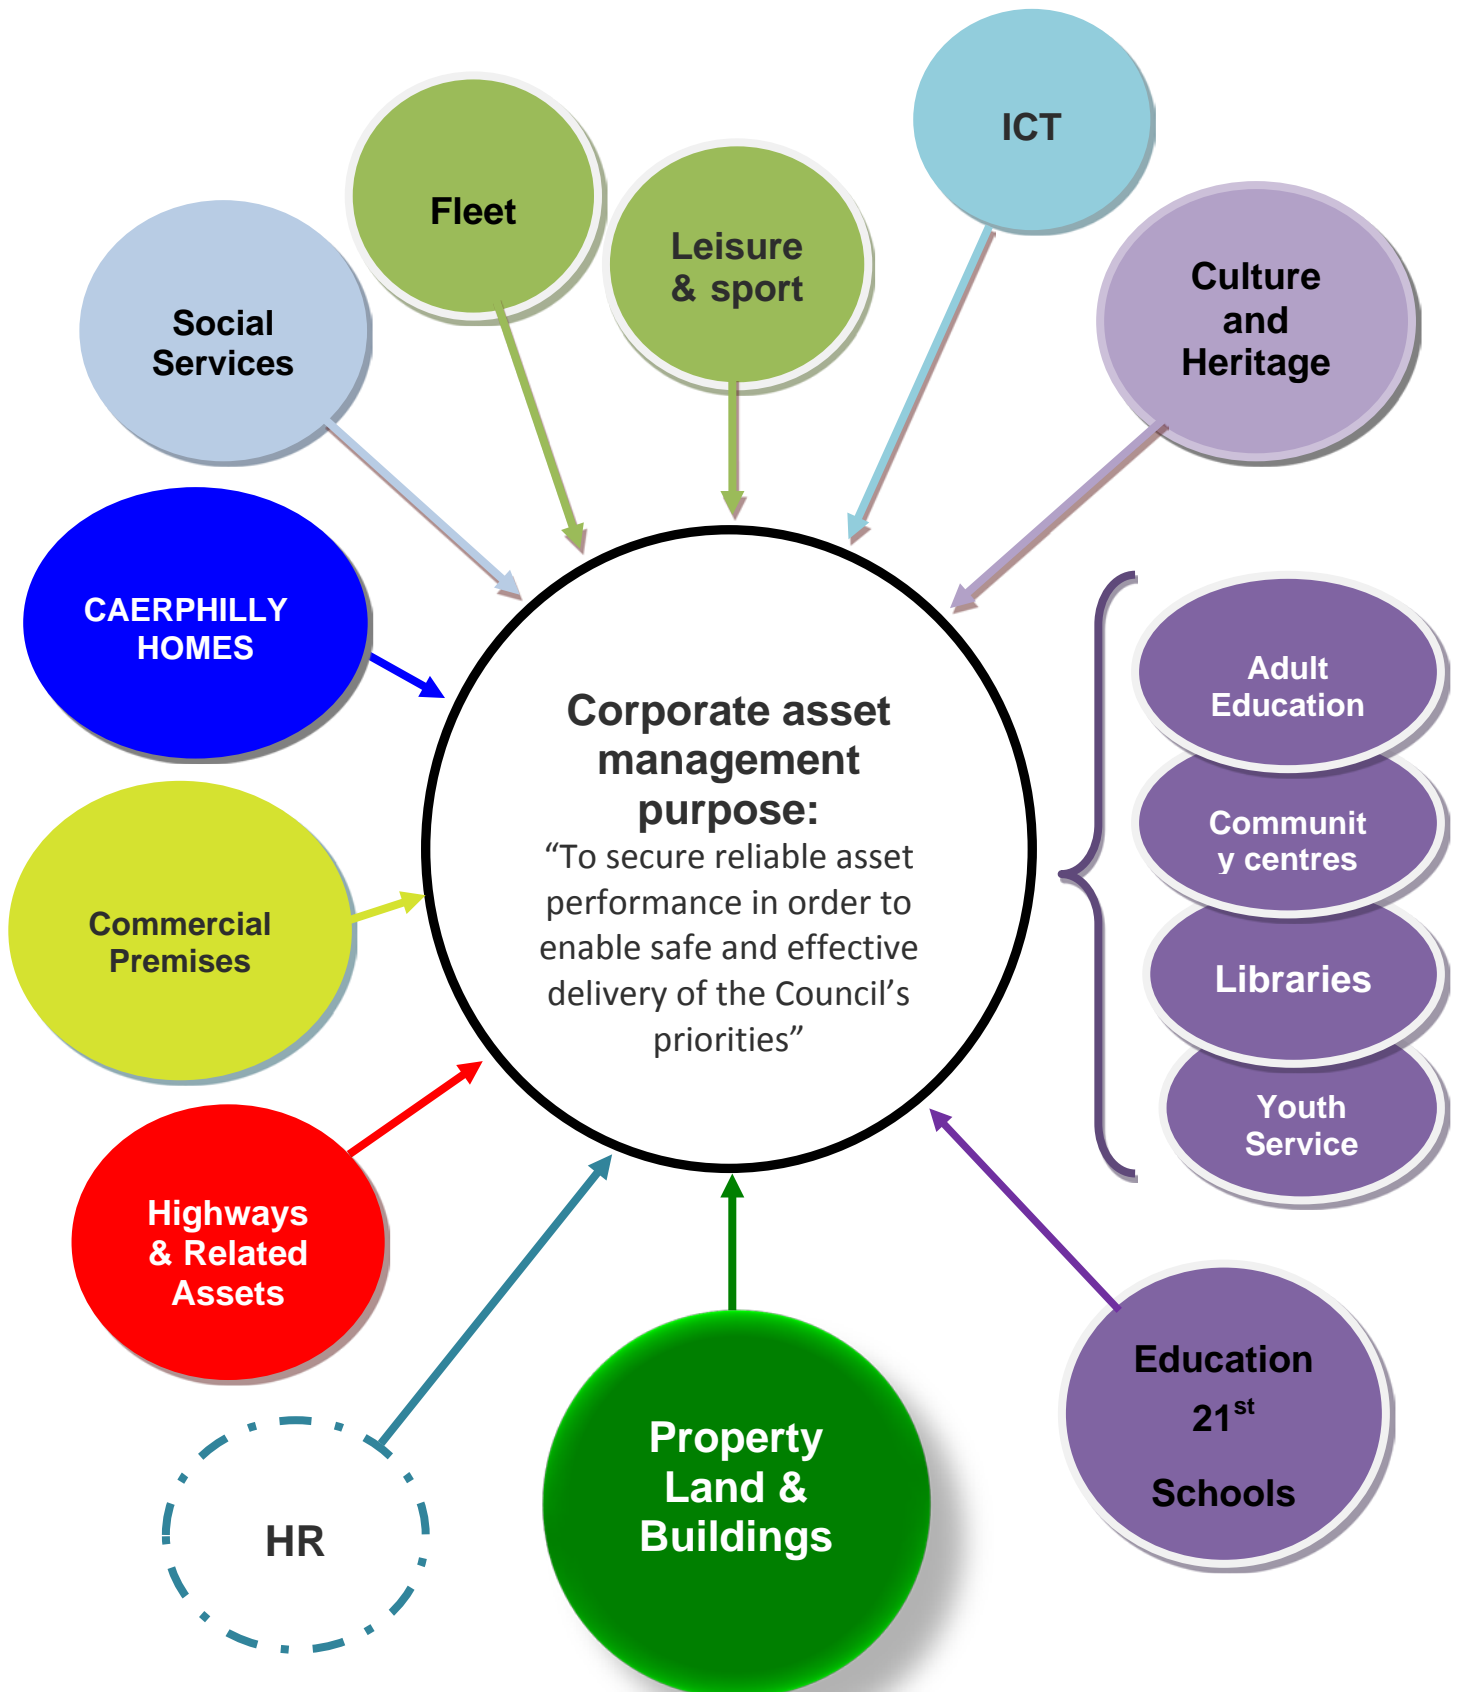 ICT
Fleet
Leisure
& sport
Culture
and
Heritage
Social
Services
CAERPHILLY
HOMES
Corporate asset
management
purpose:
“To secure reliable asset
performance in order to
enable safe and effective
delivery of the Council’s
priorities”
Adult
Education
Communit
y centres
Libraries
Youth
Service
Commercial
Premises
Highways
& Related
Assets
HR
Property
Land &
Buildings
Education
21st
Schools